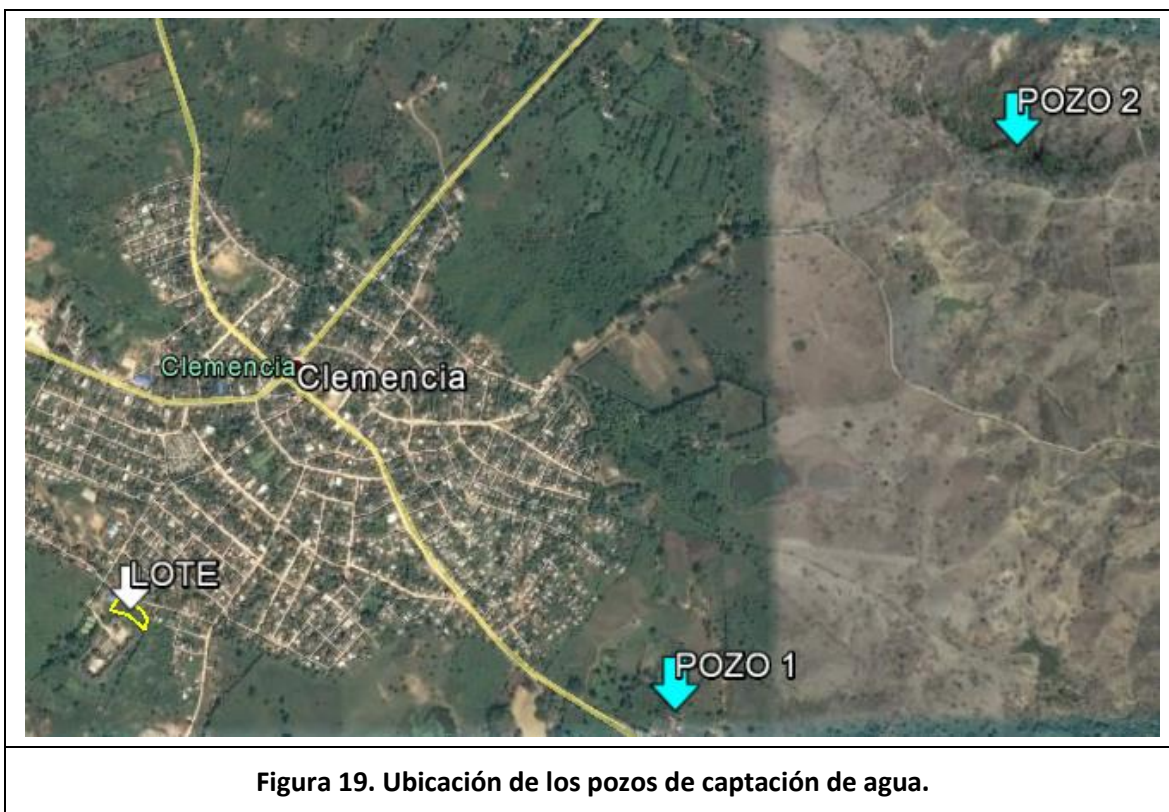 POZO 2
Clemencia
Clemencia
LOTE
POZO 1
Figura 19. Ubicación de los pozos de captación de agua.